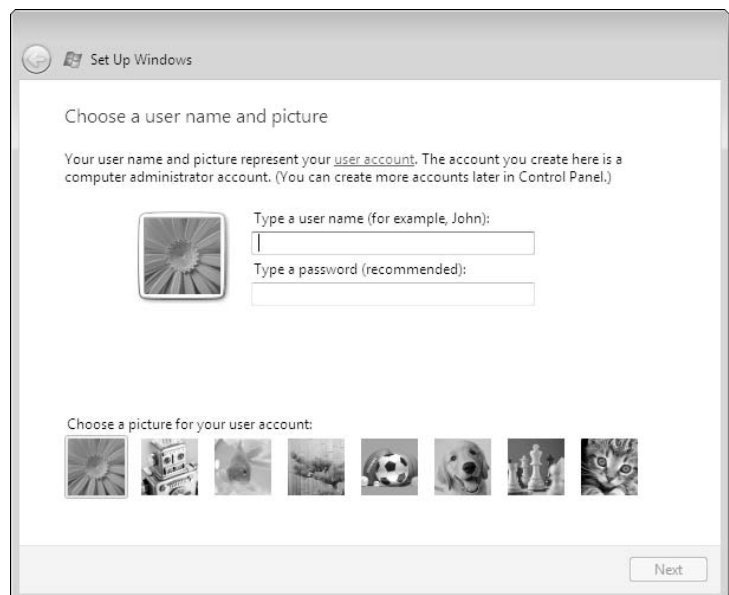 Set Up Windows
Choose a user name and picture
Your user name and picture represent your user account. The account you create here is a
computer administrator account. (You can create more accounts later in Control Panel.)
Type a user name (for example, John):
Type a password (recommended):
Choose a picture for your user account:
Next